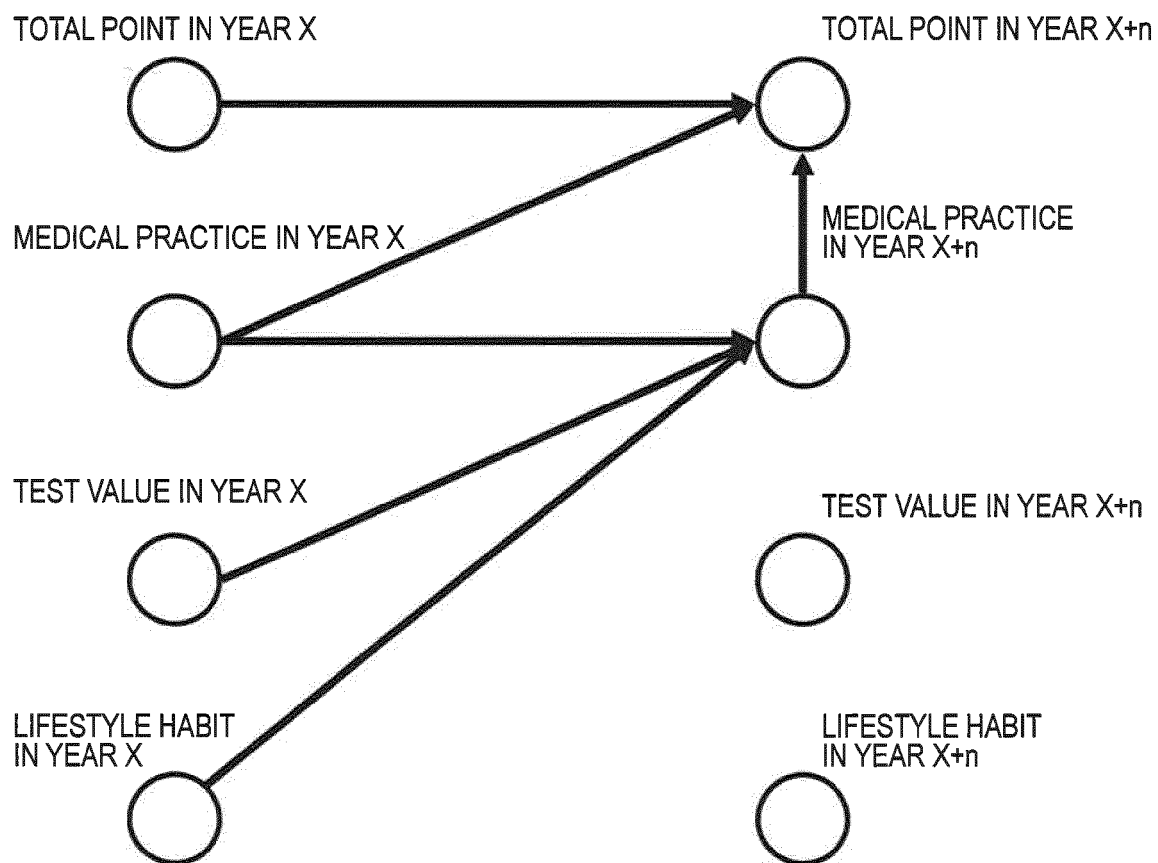 TOTAL POINT IN YEAR X
TOTAL POINT IN YEAR X+n
MEDICAL PRACTICE IN YEAR X
MEDICAL PRACTICE
IN YEAR X+n
TEST VALUE IN YEAR X
TEST VALUE IN YEAR X+n
LIFESTYLE HABIT
IN YEAR X
LIFESTYLE HABIT
IN YEAR X+n